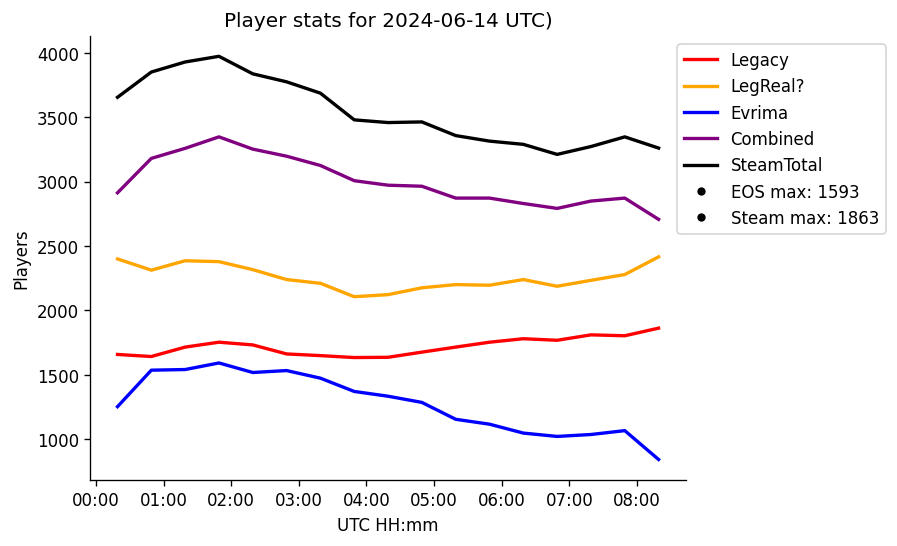 Player stats for 2024-06-14 UTC)
4000
3500
3000
2500
2000
1500
1000
Players
00:00 01:00 02:00 03:00 04:00 05:00 06:00 07:00 08:00
UTC HH:mm
Legacy
LegReal?
Evrima
Combined
SteamTotal
EOS max: 1593
Steam max: 1863